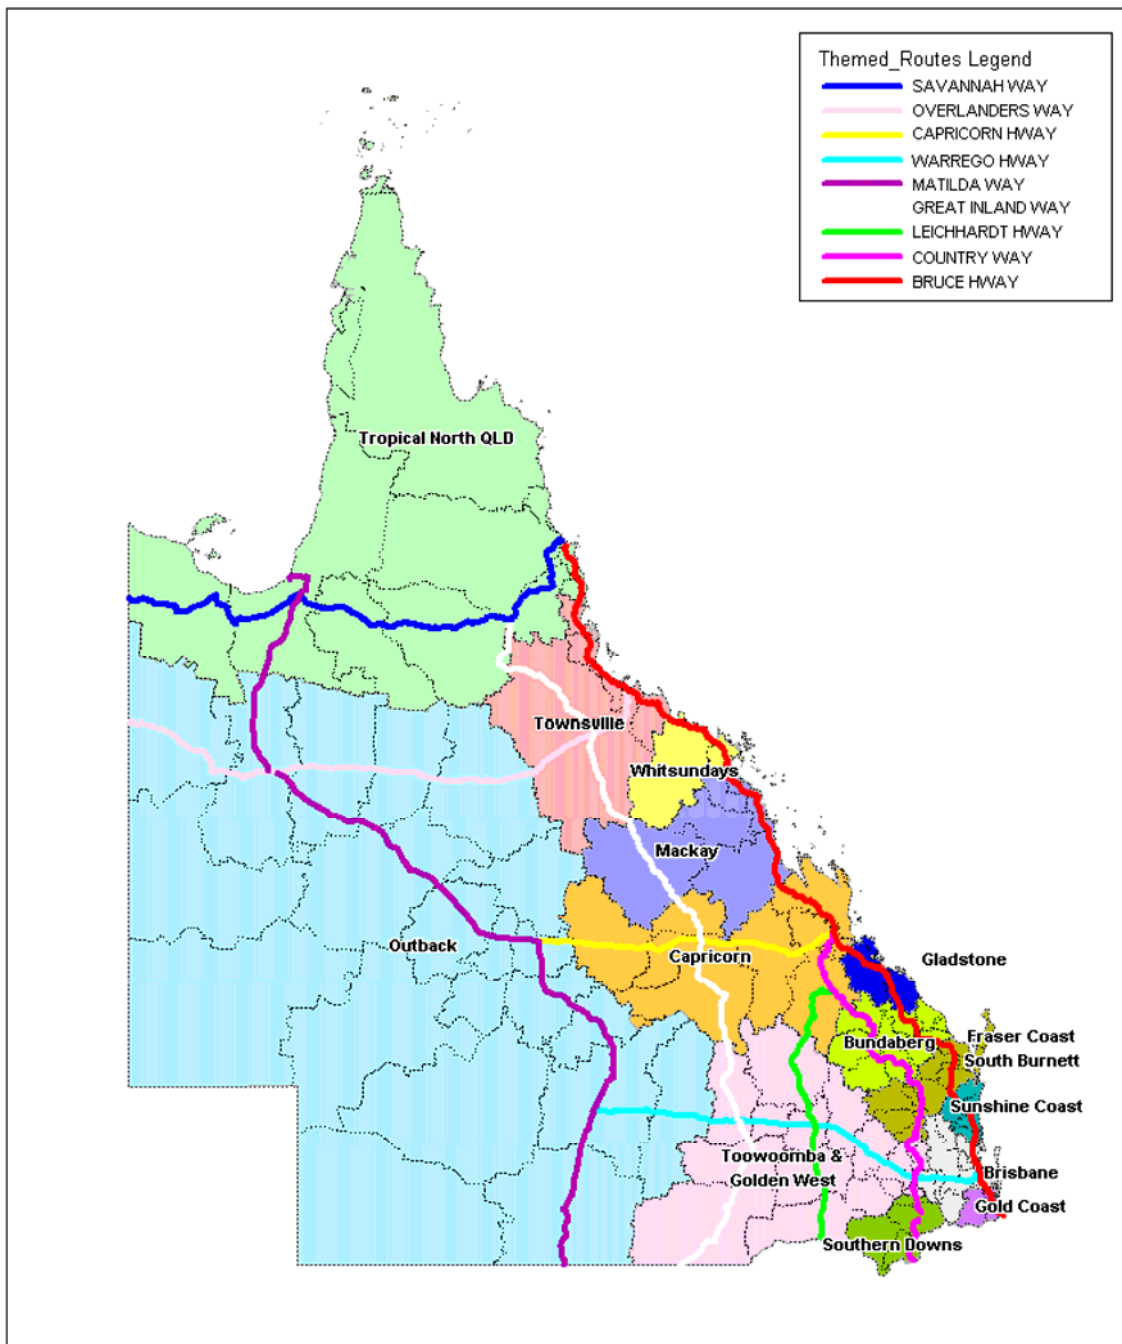 Themed_Routes Legend
SAVANNAH WAY
OVERLANDERS WAY
CAPRICORN HWAY
WARREGO HWAY
MATILDA WAY
GREAT INLAND WAY
LEICHHARDT HWAY
COUNTRY WAY
BRUCE HWAY
Tropical North QLD
Townsville
Whitsundays
Mackay
Outback
Capricorn
Gladstone
Bundaberg
Fraser Coast
South Burnett
Sunshine Coast
Toowoomba &
Golden West
Brisbane
Gold Coast
Southern Downs